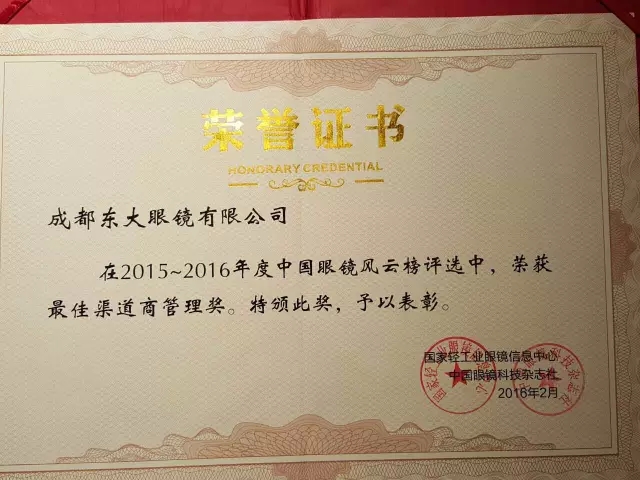 荣誉证书
HONORARY CREDENTIAL
成都东大眼镜有限公司
在2015~2016年度中国眼镜风云榜评选中，荣获
最佳渠道商管理奖。特颁此奖，予以表彰。
国家轻工业眼镜信息中心
中国眼镜科技杂志社
2016年2月